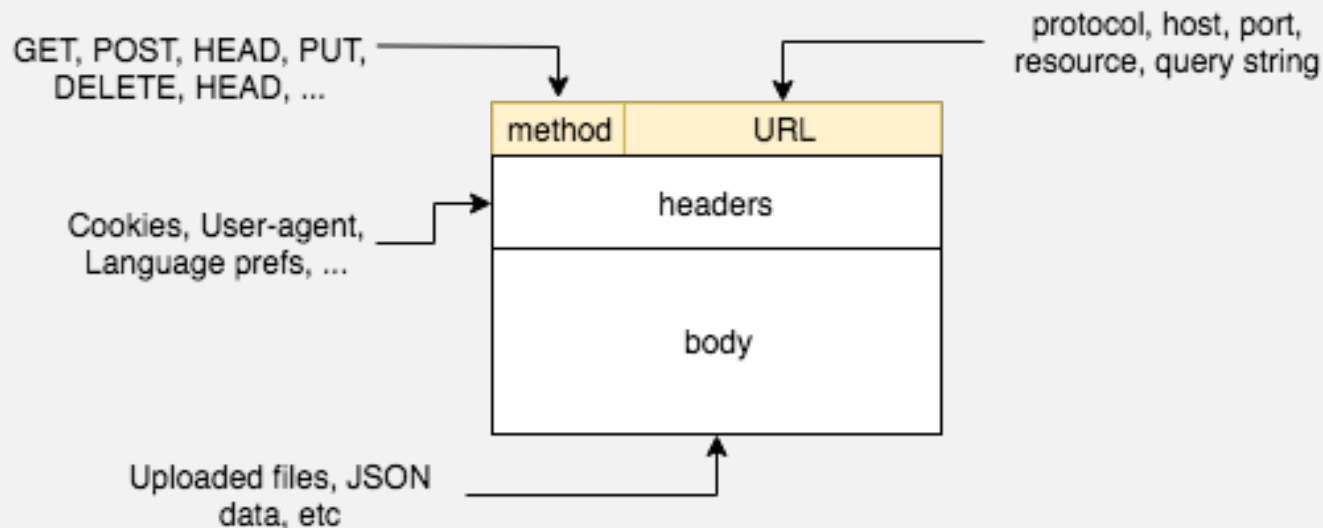 GET, POST, HEAD, PUT,
DELETE, HEAD, ...
protocol, host, port,
resource, query string
method
URL
headers
Cookies, User-agent,
Language prefs, ...
body
Uploaded files, JSON
data, etc